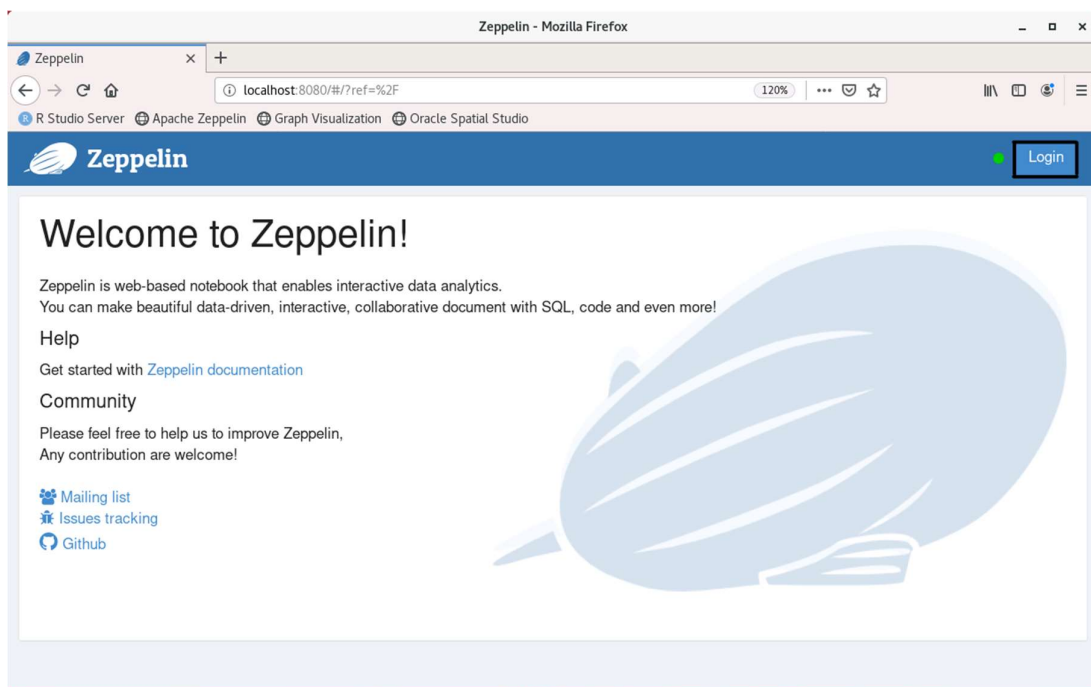 Zeppelin - Mozilla Firefox
Zeppelin
localhost:8080/#/?ref=%2F
120%
R Studio Server Apache Zeppelin Graph Visualization Oracle Spatial Studio
Zeppelin
Login
Welcome to Zeppelin!
Zeppelin is web-based notebook that enables interactive data analytics.
You can make beautiful data-driven, interactive, collaborative document with SQL, code and even more!
Help
Get started with Zeppelin documentation
Community
Please feel free to help us to improve Zeppelin,
Any contribution are welcome!
Mailing list
Issues tracking
Github